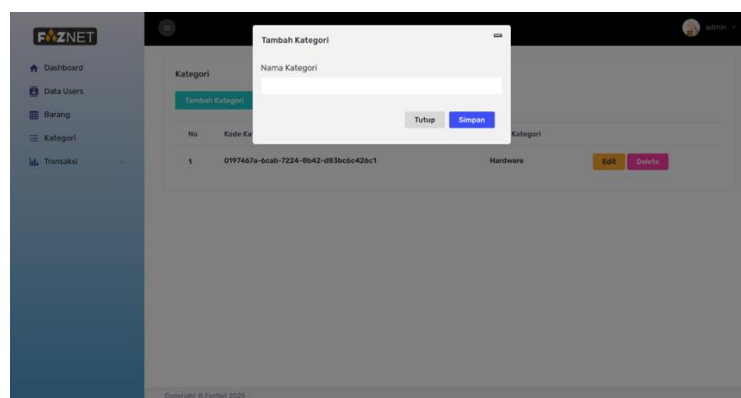 FAZNET
admin
Dashboard
Data Users
Barang
Kategori
Transaksi
Tambah Kategori
Nama Kategori
Tutup
Simpan
Kategori
Tambah Kategori
No
Kode Ka
Kategori
1
0197467a-6cab-7224-8b42-d83bc6c426c1
Hardware
Edit
Delete
Copyright © FazNet 2025